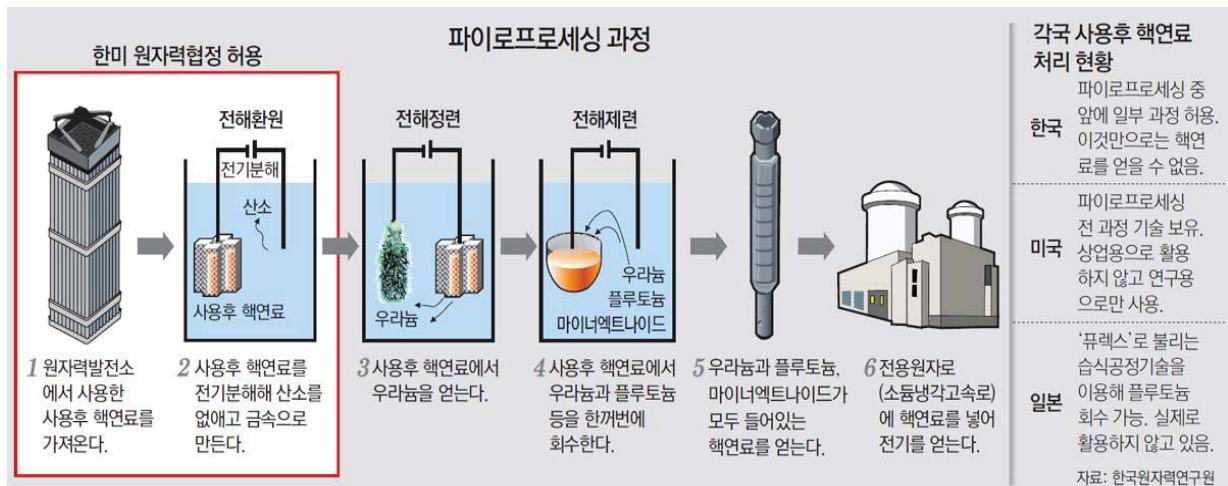 파이로프로세싱 과정
한미 원자력협정 허용
전해환원
전기분해
산소
사용후 핵연료
전해정련
우라늄
전해제련
우라늄
플루토늄
마이너엑트나이드
1 원자력발전소
에서 사용한
사용후 핵연료를
가져온다.
2 사용후 핵연료를
전기분해해 산소를
없애고 금속으로
만든다.
3 사용후 핵연료에서
우라늄을 얻는다.
4 사용후 핵연료에서
우라늄과 플루토늄
등을 한꺼번에
회수한다.
5 우라늄과 플루토늄,
마이너엑트나이드가
모두 들어있는
핵연료를 얻는다.
6 전용원자로
(소듐냉각고속로)
에 핵연료를 넣어
전기를 얻는다.
각국 사용후 핵연료
처리 현황
한국
파이로프로세싱 중
앞에 일부 과정 허용.
이것만으로는 핵연
료를 얻을 수 없음.
미국
파이로프로세싱
전 과정 기술 보유.
상업용으로 활용
하지 않고 연구용
으로만 사용.
일본
‘퓨렉스’로 불리는
습식공정기술을
이용해 플루토늄
회수 가능. 실제로
활용하지 않고 있음.
자료: 한국원자력연구원